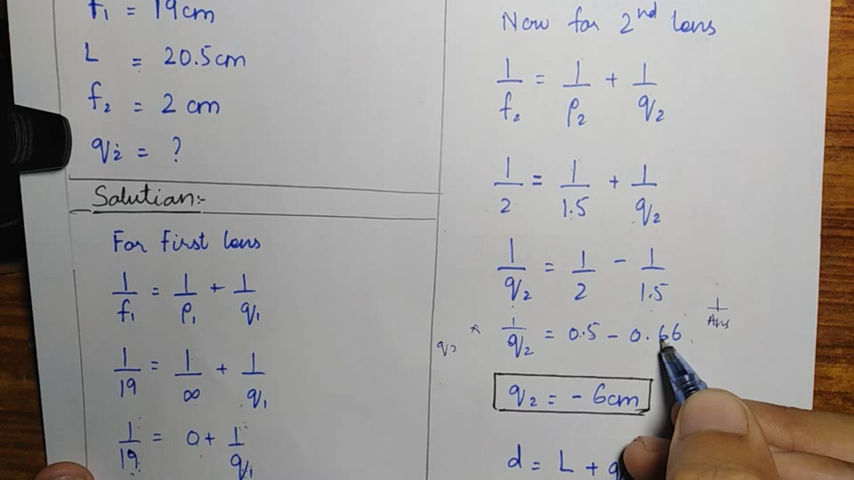 f₁ = 19cm
L = 20.5cm
f₂ = 2 cm
q₂ = ?
Solutian:-
For First lens
1/f₁ = 1/p₁ + 1/q₁
1/19 = 1/∞ + 1/q₁
1/19 = 0 + 1/q₁
Now for 2nd lens
1/f₂ = 1/p₂ + 1/q₂
1/2 = 1/1.5 + 1/q₂
1/q₂ = 1/2 - 1/1.5
1/q₂ = 0.5 - 0.66
1/Ans
q₂ = - 6cm
d = L + q